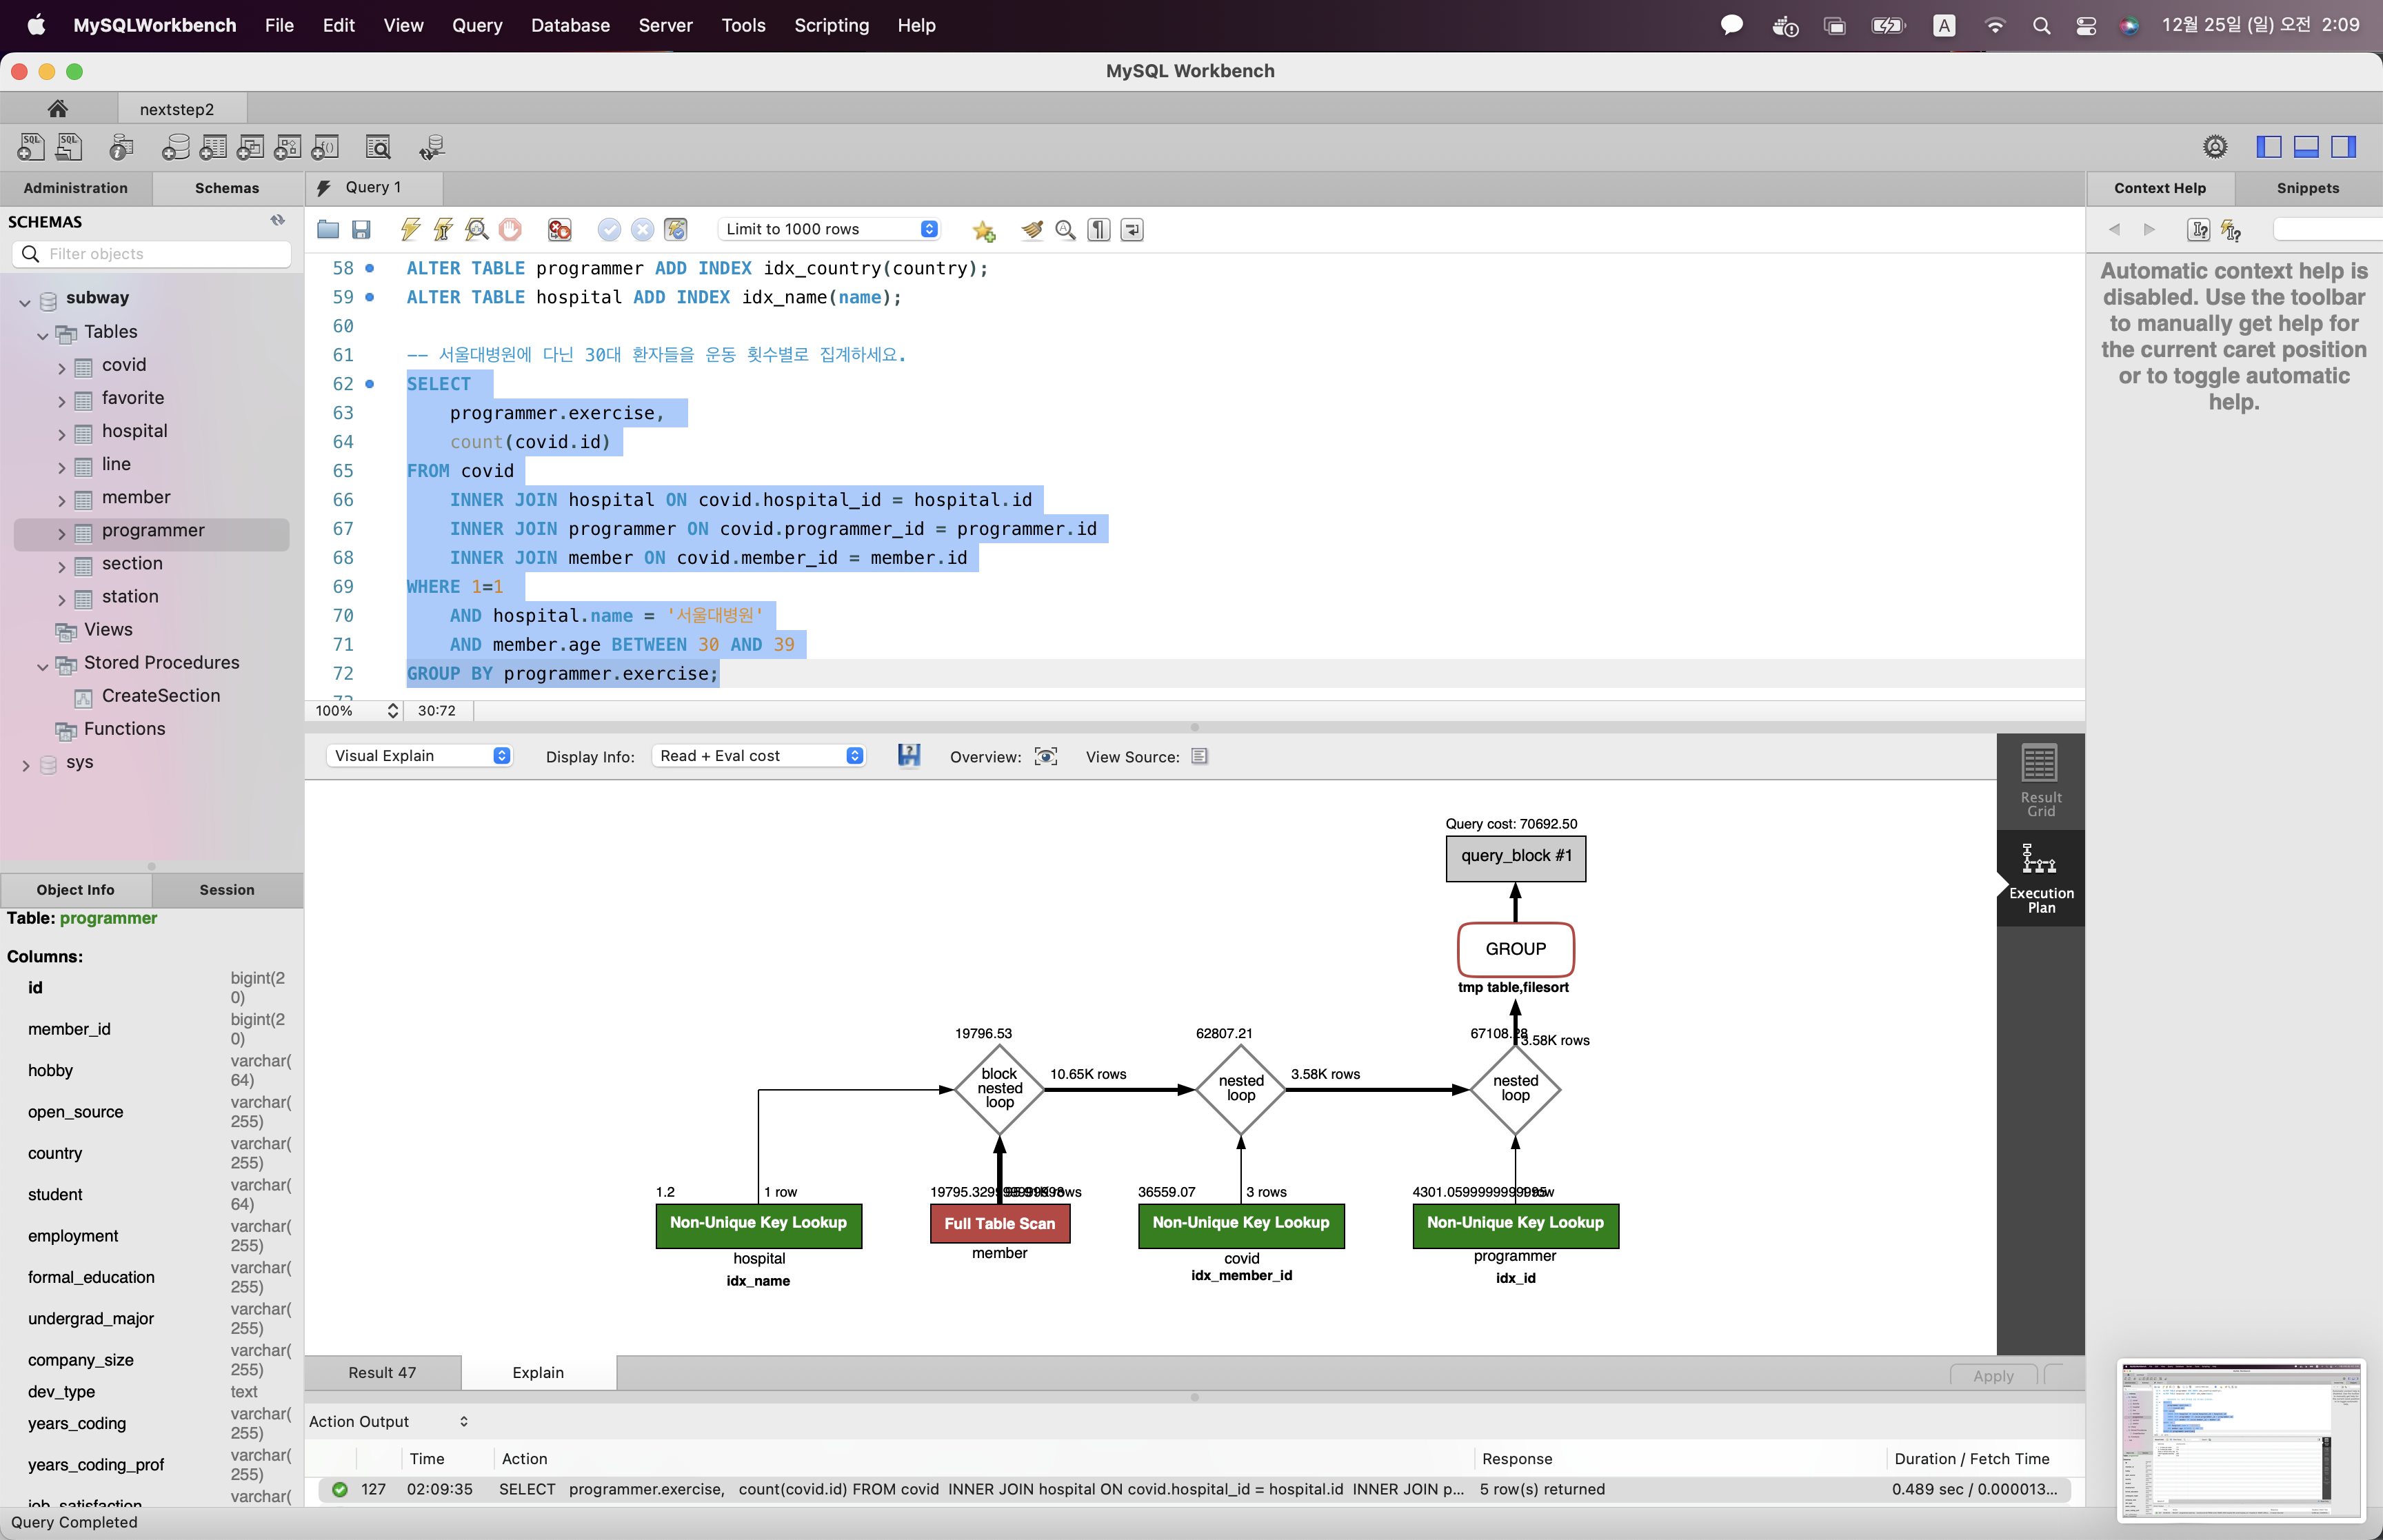 MySQLWorkbench File Edit View Query Database Server Tools Scripting Help A 12월 25일 (일) 오전 2:09
MySQL Workbench
nextstep2
Administration Schemas Query 1 Context Help Snippets
SCHEMAS
Filter objects
Limit to 1000 rows
subway
Tables
covid
favorite
hospital
line
member
programmer
section
station
Views
Stored Procedures
CreateSection
Functions
sys
58 ALTER TABLE programmer ADD INDEX idx_country(country);
59 ALTER TABLE hospital ADD INDEX idx_name(name);
60
61 -- 서울대병원에 다닌 30대 환자들을 운동 횟수별로 집계하세요.
62 SELECT
63 programmer.exercise,
64 count(covid.id)
65 FROM covid
66 INNER JOIN hospital ON covid.hospital_id = hospital.id
67 INNER JOIN programmer ON covid.programmer_id = programmer.id
68 INNER JOIN member ON covid.member_id = member.id
69 WHERE 1=1
70 AND hospital.name = '서울대병원'
71 AND member.age BETWEEN 30 AND 39
72 GROUP BY programmer.exercise;
100% 30:72
Automatic context help is
disabled. Use the toolbar
to manually get help for
the current caret position
or to toggle automatic
help.
Visual Explain Display Info: Read + Eval cost Overview: View Source:
Result
Grid
Execution
Plan
Query cost: 70692.50
query_block #1
GROUP
tmp table,filesort
19796.53 62807.21
3.58K rows
block
nested
loop
10.65K rows
nested
loop
3.58K rows
nested
loop
1.2 1 row
36559.07 3 rows
Non-Unique Key Lookup Full Table Scan Non-Unique Key Lookup Non-Unique Key Lookup
hospital member covid programmer
idx_name idx_member_id idx_id
Object Info Session
Table: programmer
Columns:
id bigint(2
0)
member_id bigint(2
0)
hobby varchar(
64)
open_source varchar(
255)
country varchar(
255)
student varchar(
64)
employment varchar(
255)
formal_education varchar(
255)
undergrad_major varchar(
255)
company_size varchar(
255)
dev_type text
years_coding varchar(
255)
years_coding_prof varchar(
255)
job_satisfaction varchar(
Result 47 Explain Apply
Action Output
Time Action Response Duration / Fetch Time
127 02:09:35 SELECT programmer.exercise, count(covid.id) FROM covid INNER JOIN hospital ON covid.hospital_id = hospital.id INNER JOIN p... 5 row(s) returned 0.489 sec / 0.000013...
Query Completed